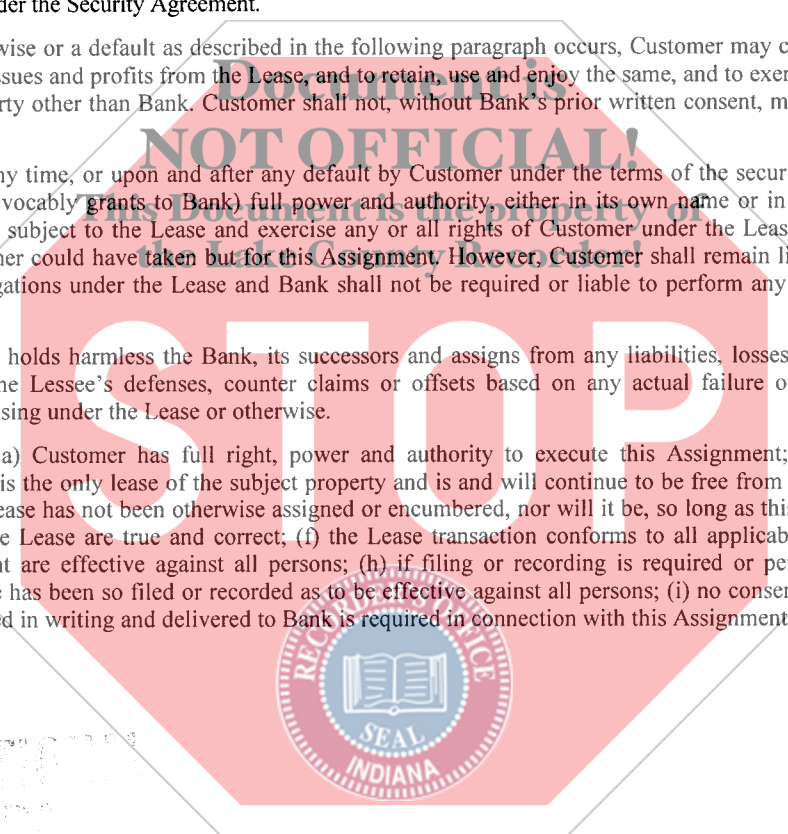 der the Security Agreement.
wise or a default as described in the following paragraph occurs, Customer may c
ssues and profits from the Lease, and to retain, use and enjoy the same, and to exer
rty other than Bank. Customer shall not, without Bank's prior written consent, m
Document is
NOT OFFICIAL!
This Document is the property of
the Lake County Recorder!
ny time, or upon and after any default by Customer under the terms of the secur
vocably grants to Bank) full power and authority, either in its own name or in
subject to the Lease and exercise any or all rights of Customer under the Leas
ner could have taken but for this Assignment. However, Customer shall remain li
gations under the Lease and Bank shall not be required or liable to perform any
STOP
holds harmless the Bank, its successors and assigns from any liabilities, losses
he Lessee's defenses, counter claims or offsets based on any actual failure o
sing under the Lease or otherwise.
a) Customer has full right, power and authority to execute this Assignment;
is the only lease of the subject property and is and will continue to be free from
ease has not been otherwise assigned or encumbered, nor will it be, so long as thi
e Lease are true and correct; (f) the Lease transaction conforms to all applicab
nt are effective against all persons; (h) if filing or recording is required or pe
e has been so filed or recorded as to be effective against all persons; (i) no conse
ed in writing and delivered to Bank is required in connection with this Assignment
RECORDER'S OFFICE
SEAL
INDIANA